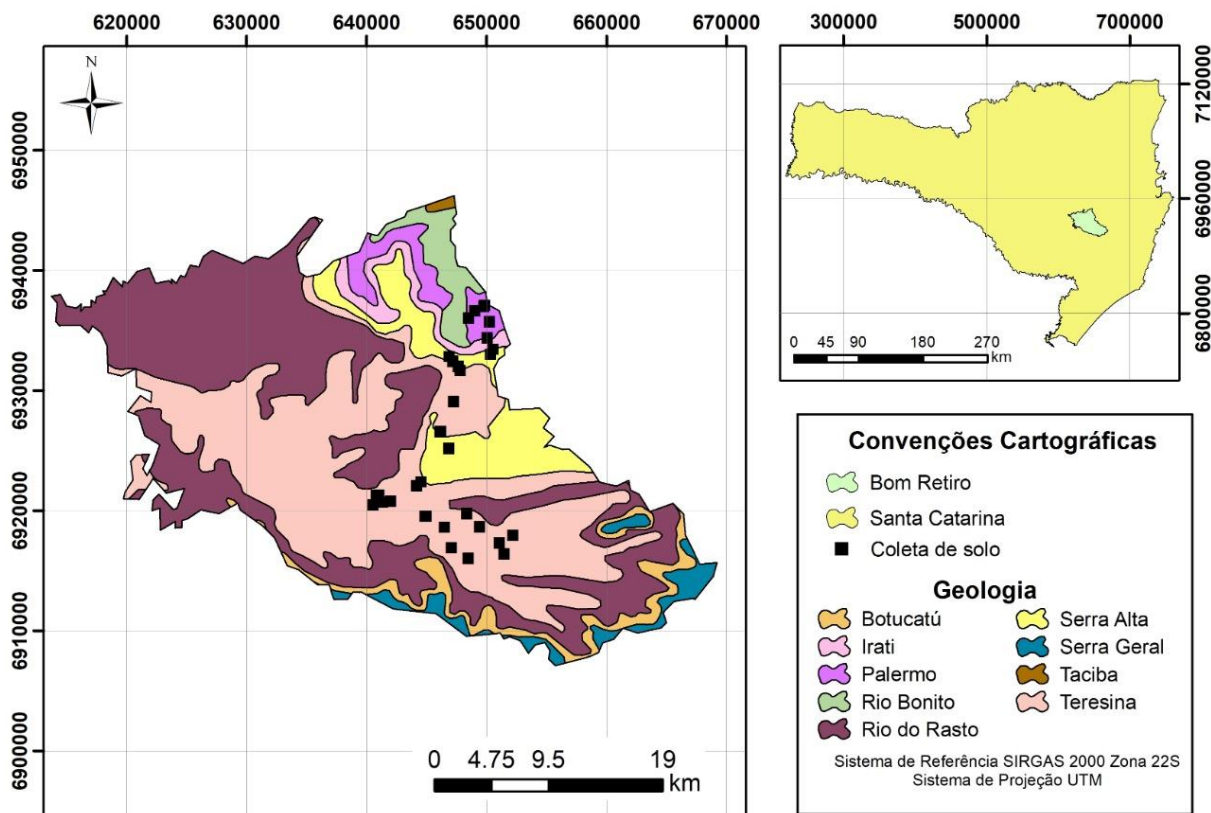 620000 630000 640000 650000 660000 670000
N
6950000
6940000
6930000
6920000
6910000
6900000
0 4.75 9.5 19
km
300000 500000 700000
7120000
6960000
6800000
0 45 90 180 270
km
Convenções Cartográficas
Bom Retiro
Santa Catarina
Coleta de solo
Geologia
Botucatú
Irati
Palermo
Rio Bonito
Rio do Rasto
Serra Alta
Serra Geral
Taciba
Teresina
Sistema de Referência SIRGAS 2000 Zona 22S
Sistema de Projeção UTM